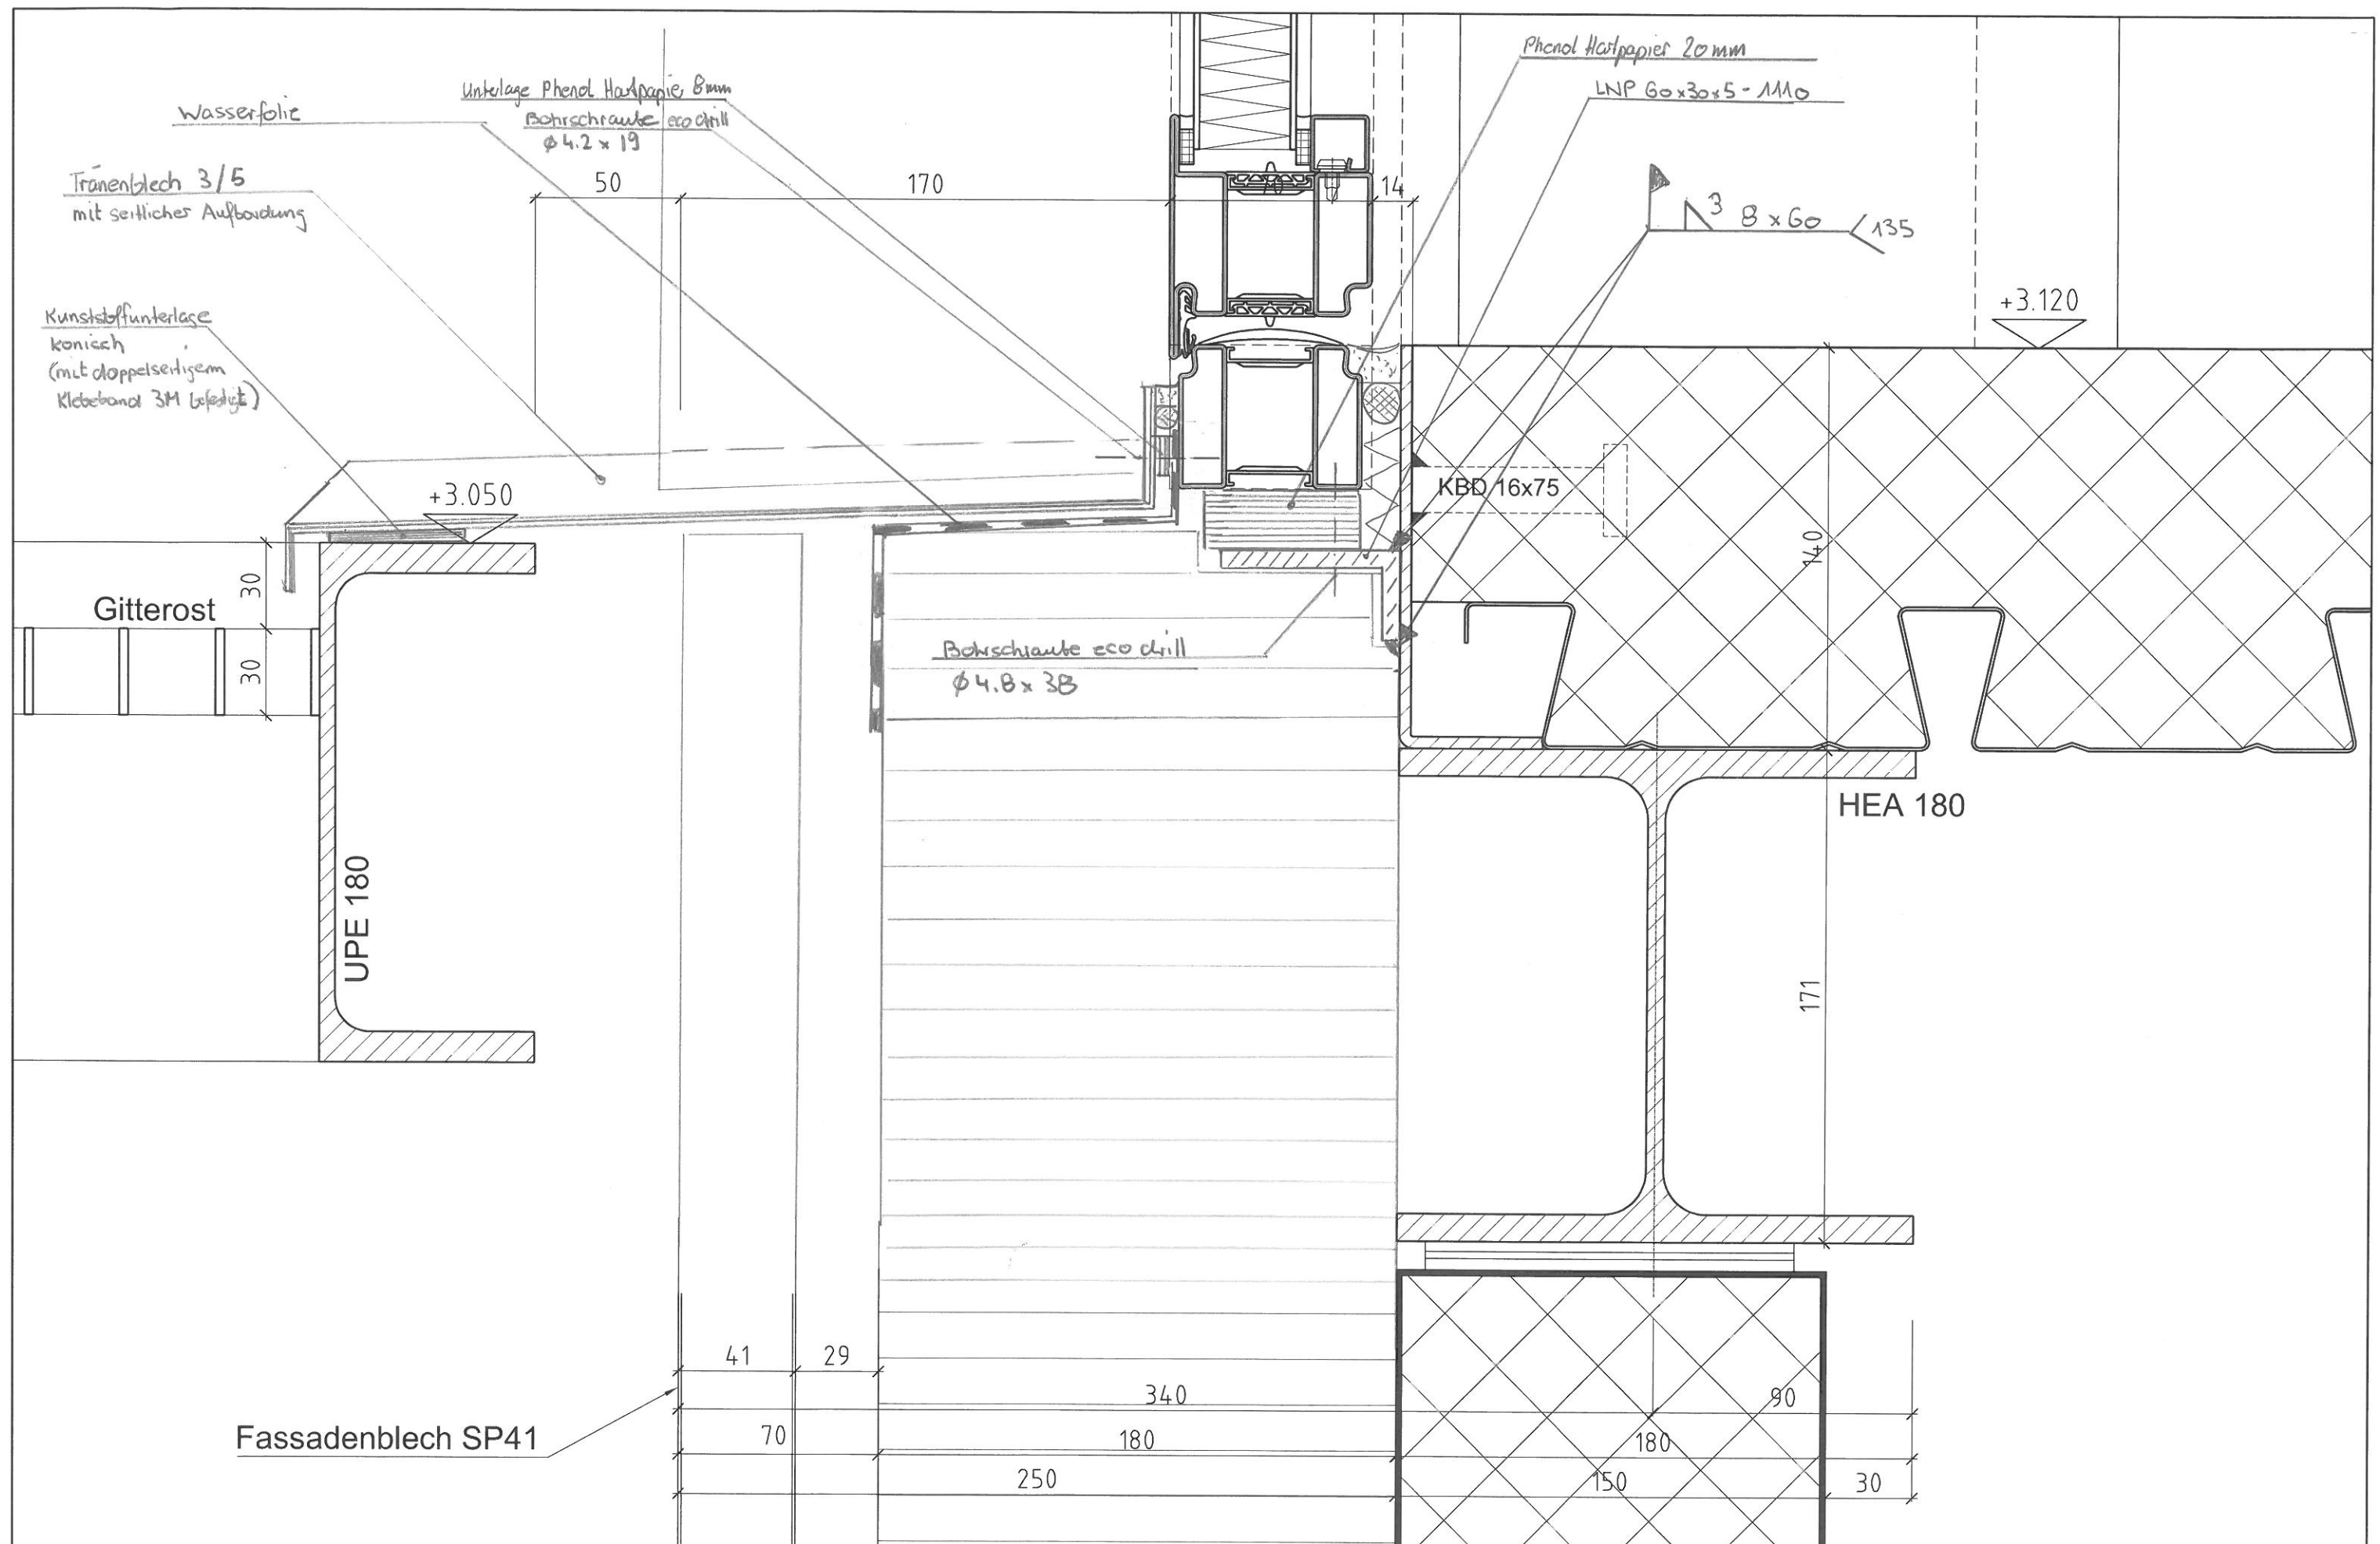 Phenol Hartpapier 20mm
LNP 60x30x5 - 1110
Unterlage Phenol Hartpapier 8mm
Bohrschraube eco drill
ø 4.2 x 19
Wasserfolie
Tränenblech 3/5
mit seitlicher Aufbordung
50
170
14
3 8 x 60
135
+3.120
Kunststoffunterlage
konisch
(mit doppelseitigem
Klebeband 3M befestigt)
+3.050
KBD 16x75
140
30
Gitterost
30
Bohrschraube eco drill
ø 4.8 x 38
HEA 180
UPE 180
171
41
29
340
90
Fassadenblech SP41
70
180
180
250
150
30